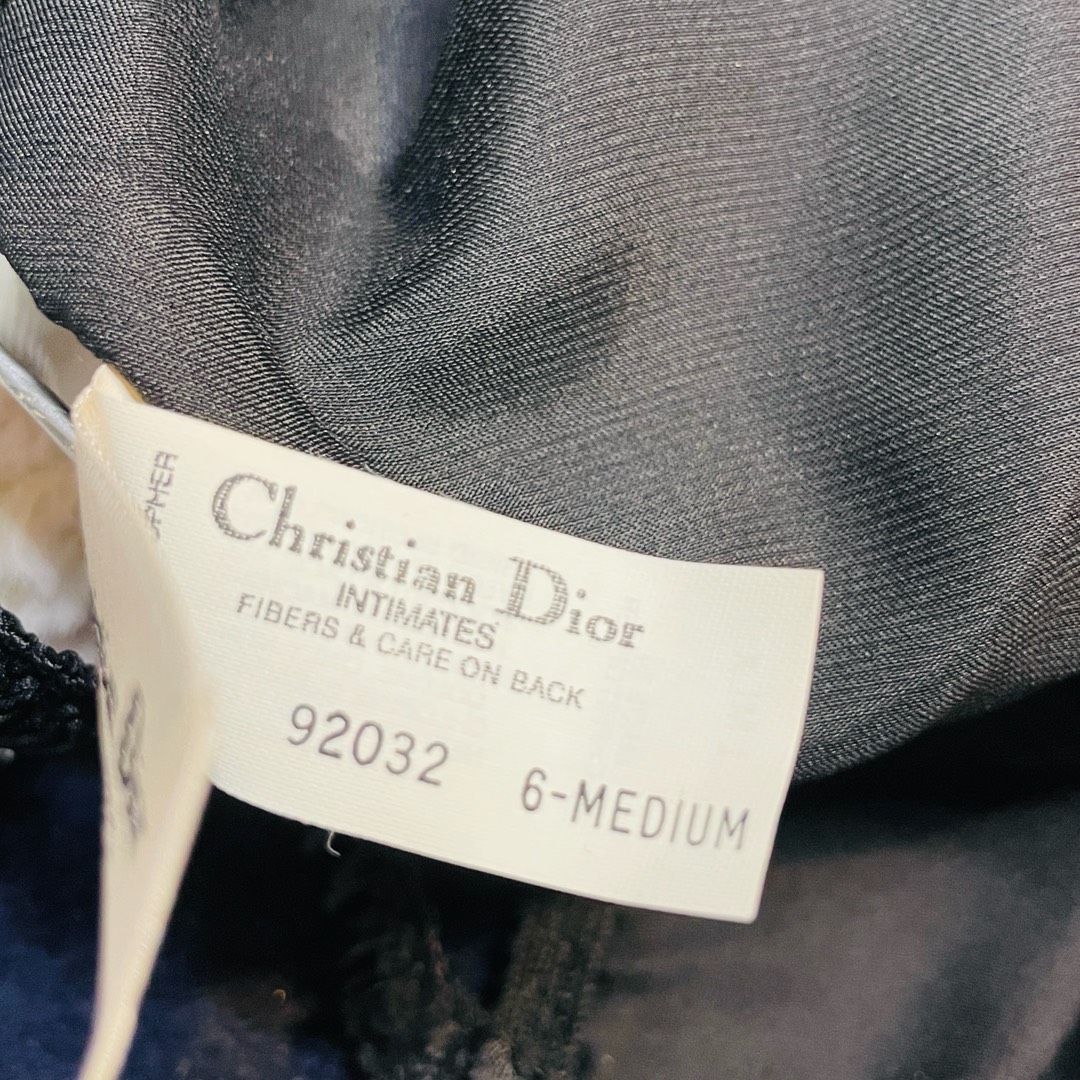 Christian Dior
INTIMATES
FIBERS & CARE ON BACK
92032 6-MEDIUM